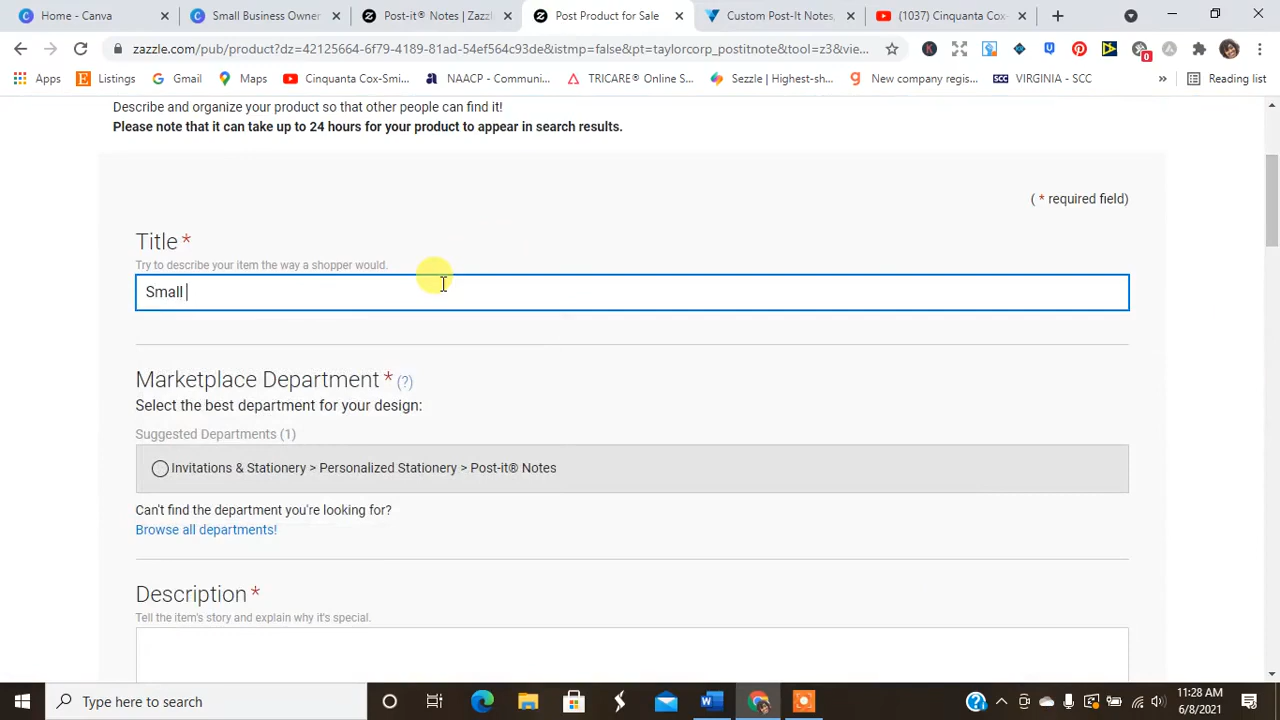 Home - Canva
Small Business Owner
Post-it® Notes | Zazzl
Post Product for Sale
Custom Post-It Notes,
(1037) Cinquanta Cox-
zazzle.com/pub/product?dz=42125664-6f79-4189-81ad-54ef564c93de&istmp=false&pt=taylorcorp_postitnote&tool=z3&vie...
0
Apps
Listings
Gmail
Maps
Cinquanta Cox-Smi...
NAACP - Communi...
TRICARE® Online S...
Sezzle | Highest-sh...
New company regis...
SCC
VIRGINIA - SCC
»
Reading list
Describe and organize your product so that other people can find it!
Please note that it can take up to 24 hours for your product to appear in search results.
( * required field)
Title *
Try to describe your item the way a shopper would.
Small
Marketplace Department * (?)
Select the best department for your design:
Suggested Departments (1)
Invitations & Stationery > Personalized Stationery > Post-it® Notes
Can't find the department you're looking for?
Browse all departments!
Description *
Tell the item's story and explain why it's special.
Type here to search
11:28 AM
6/8/2021